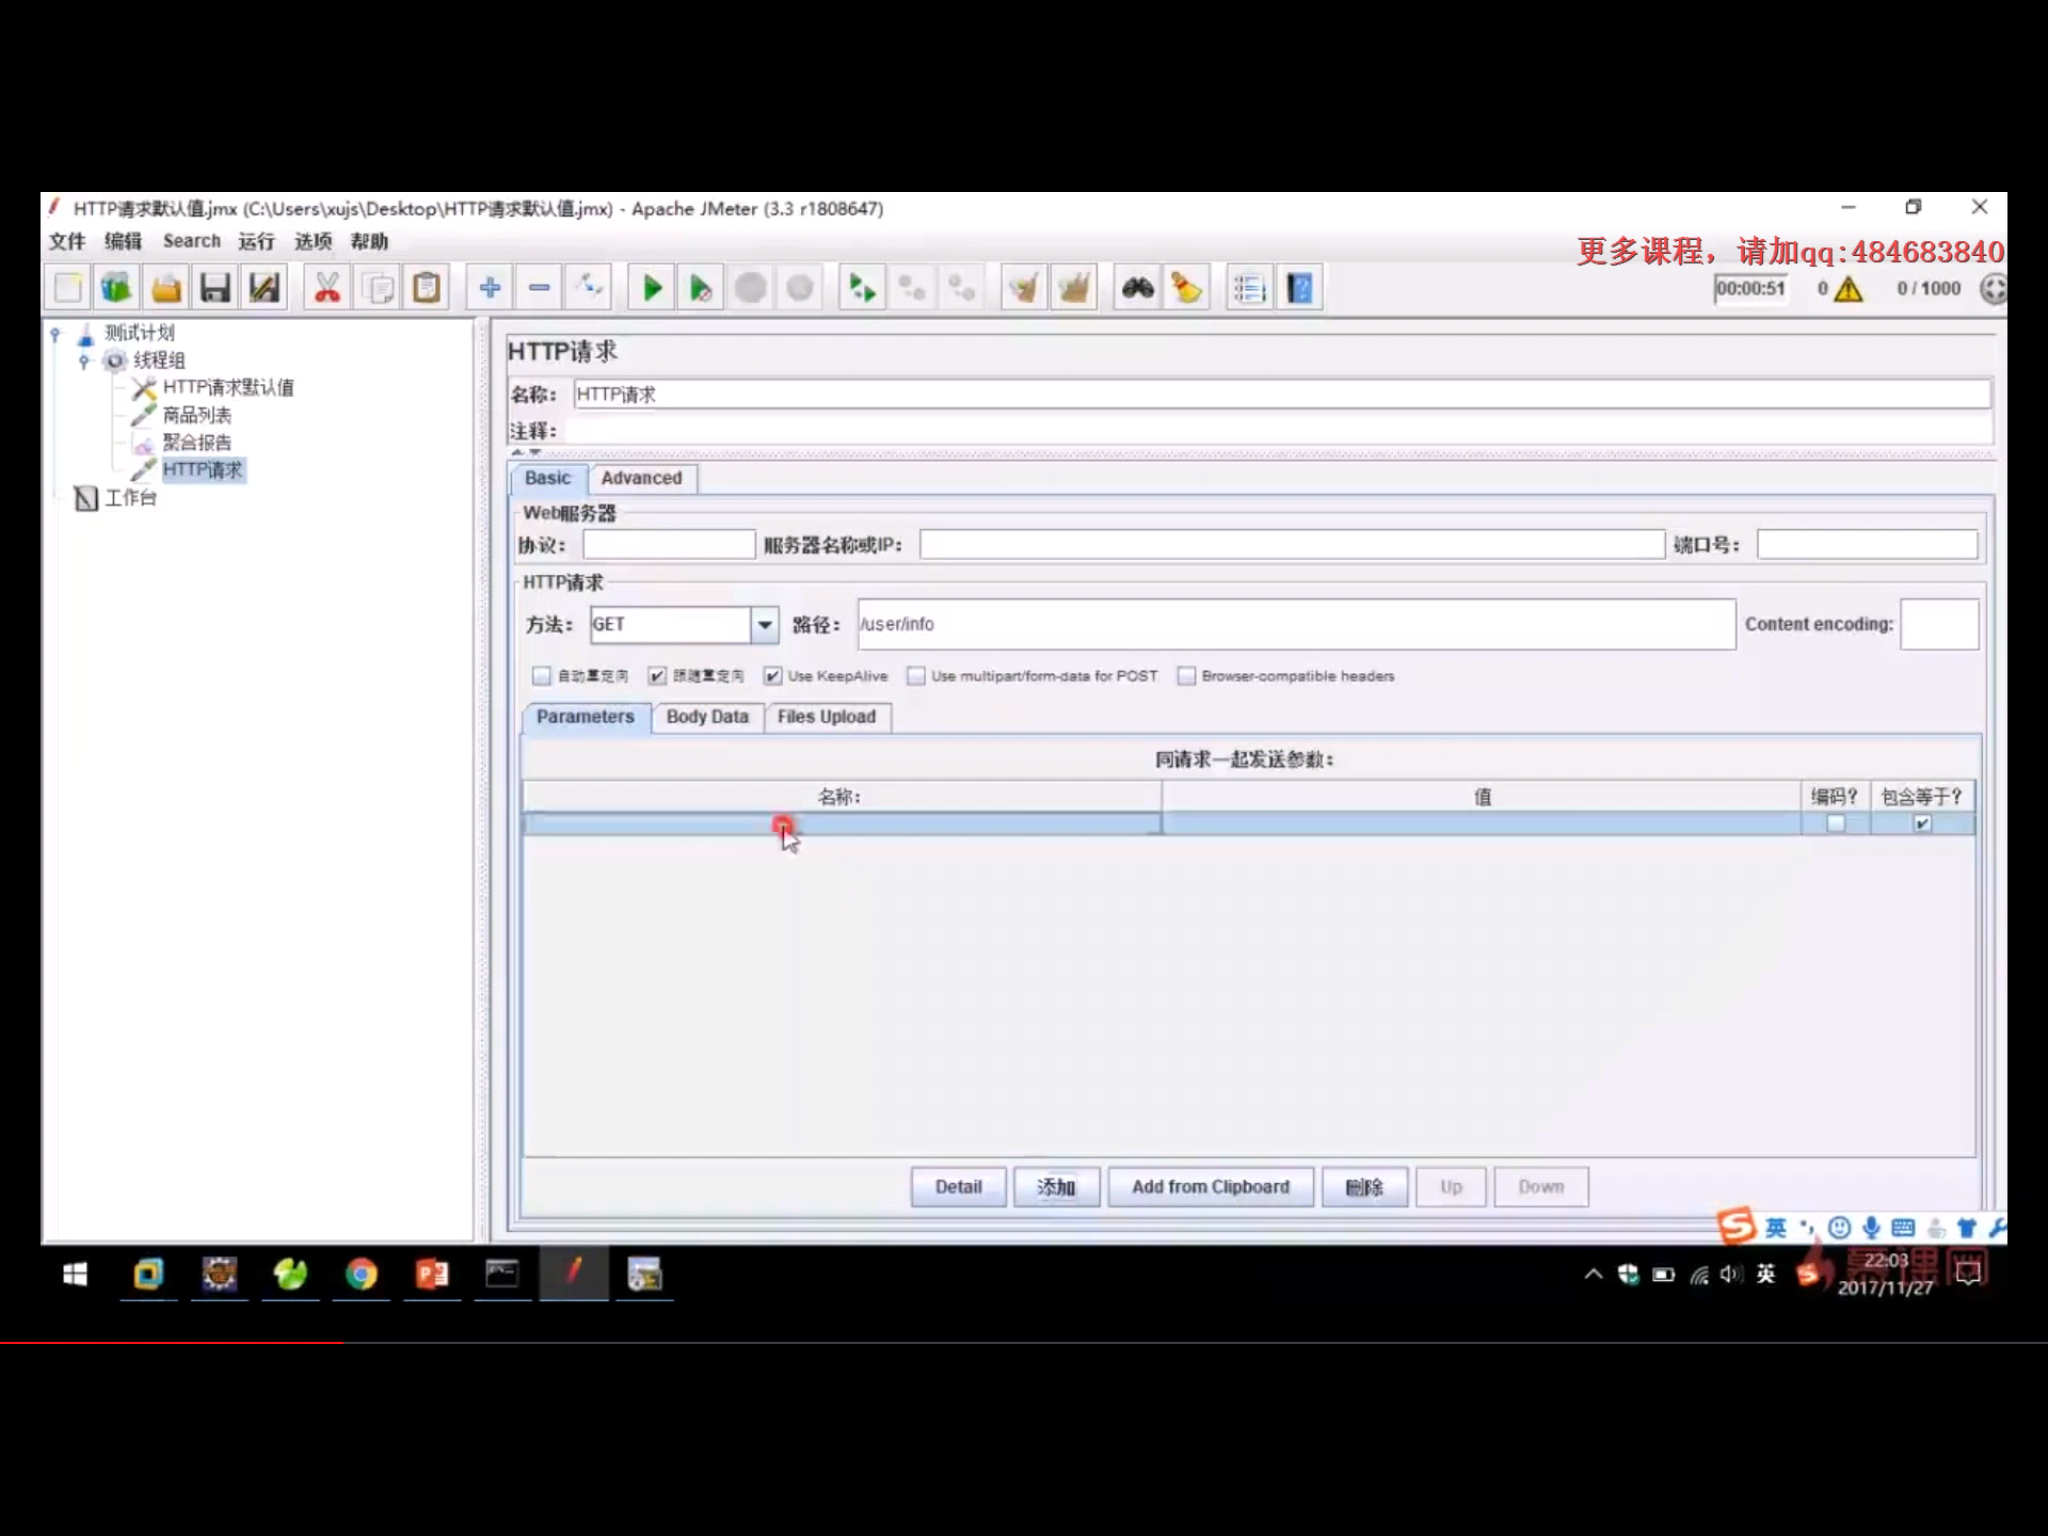 HTTP请求默认值.jmx (C:\Users\xujs\Desktop\HTTP请求默认值.jmx) - Apache JMeter (3.3 r1808647)
文件 编辑 Search 运行 选项 帮助
更多课程，请加qq:484683840
00:00:51 0 0 / 1000
测试计划
线程组
HTTP请求默认值
商品列表
聚合报告
HTTP请求
工作台
HTTP请求
名称： HTTP请求
注释：
Basic Advanced
Web服务器
协议： 服务器名称或IP： 端口号：
HTTP请求
方法： GET 路径： /user/info Content encoding:
自动重定向 跟随重定向 Use KeepAlive Use multipart/form-data for POST Browser-compatible headers
Parameters Body Data Files Upload
同请求一起发送参数：
名称： 值 编码? 包含等于?
Detail 添加 Add from Clipboard 删除 Up Down
英
英 22:03
慕课网
2017/11/27